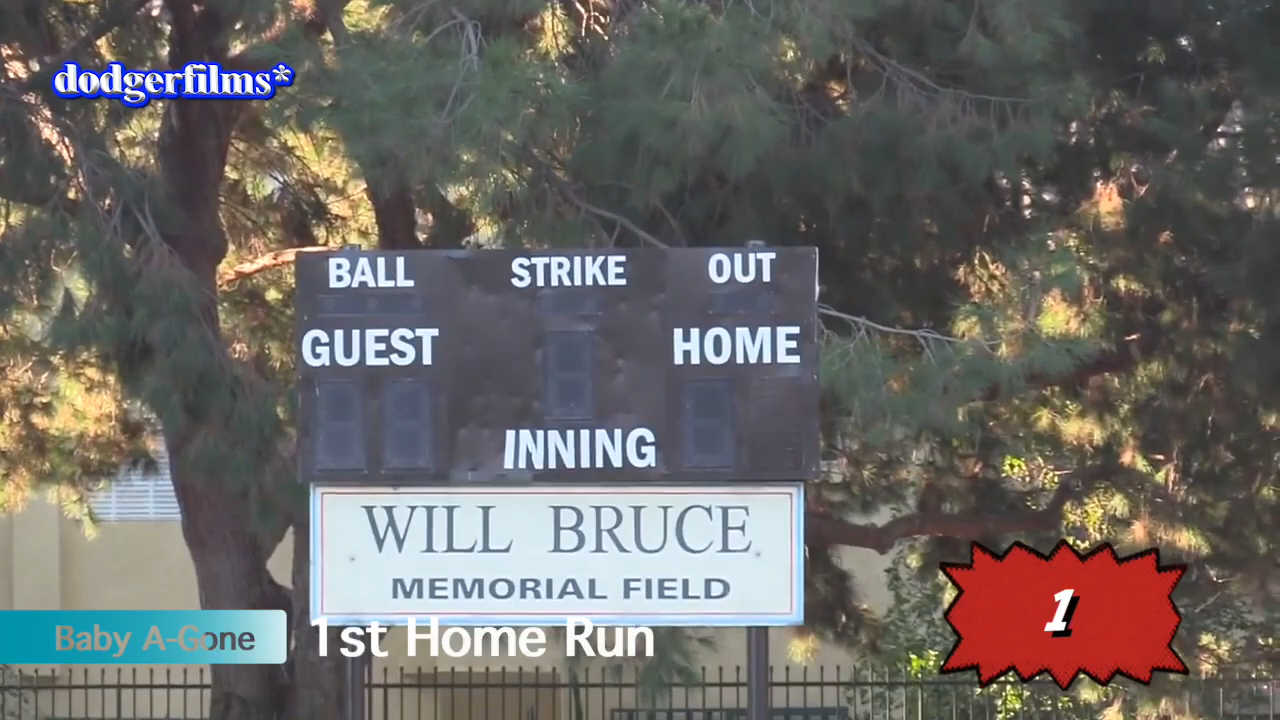 dodgerfilms*
BALL STRIKE OUT
GUEST HOME
INNING
WILL BRUCE
MEMORIAL FIELD
Baby A-Gone 1st Home Run
1